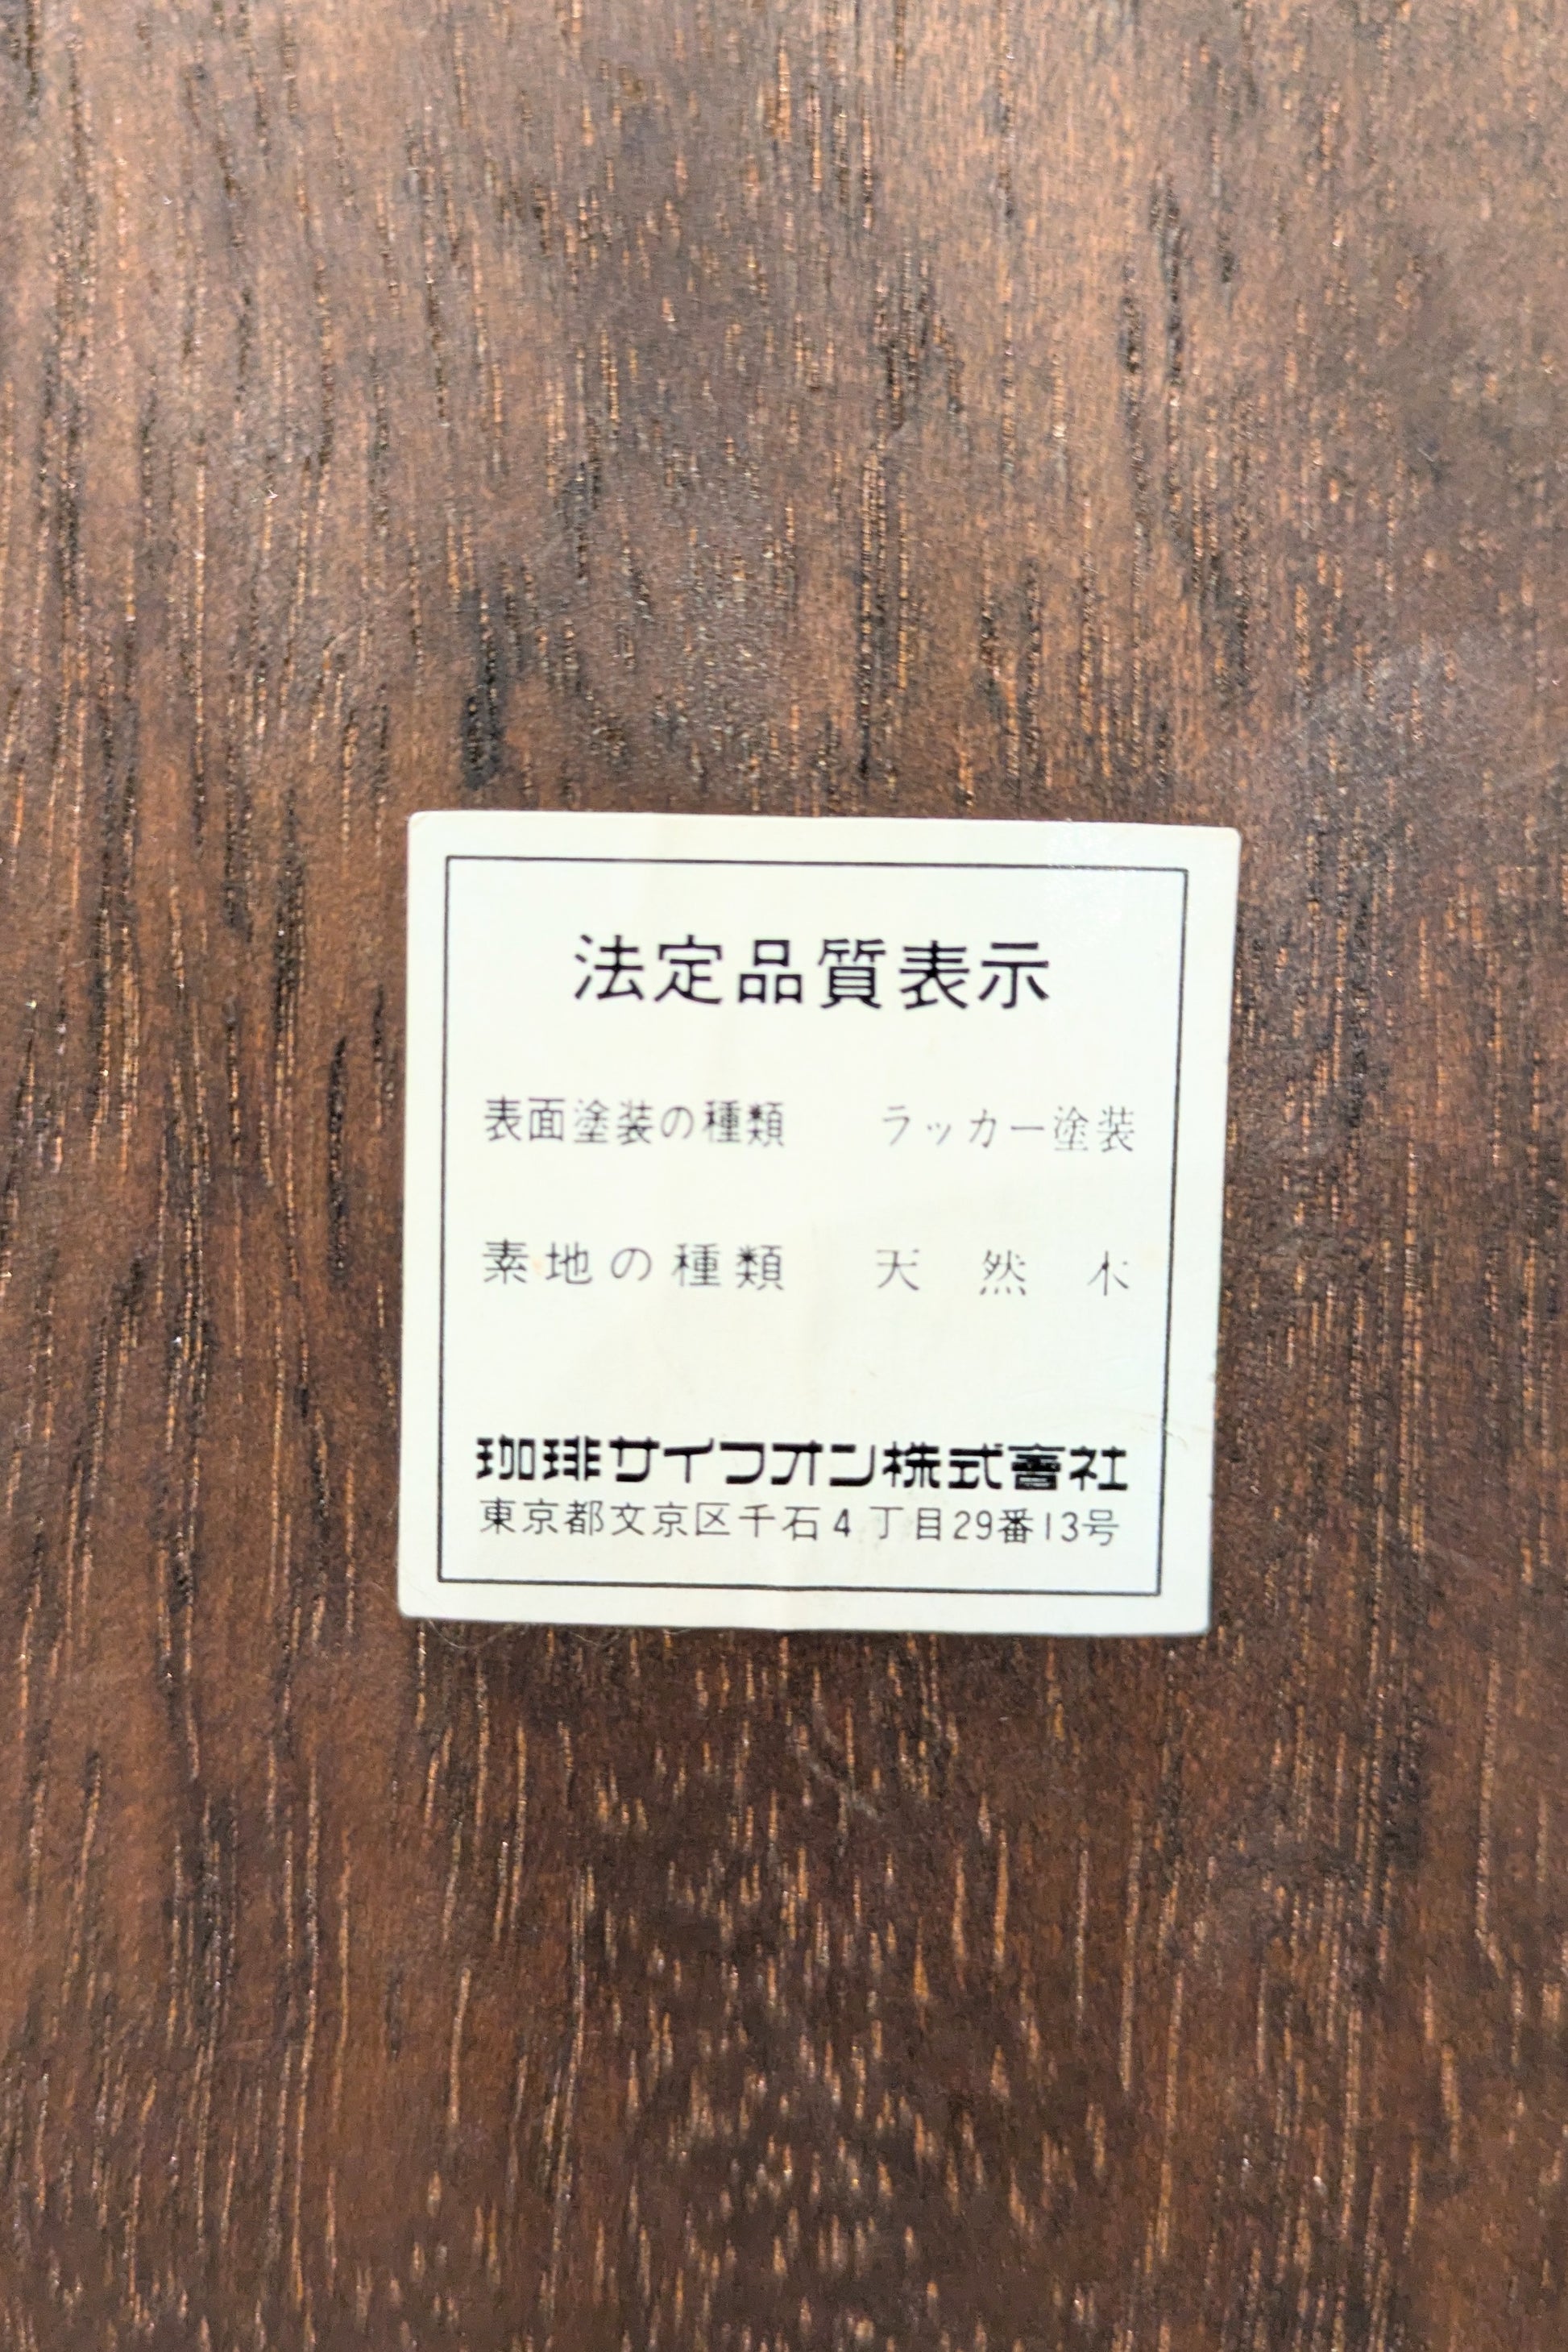 法定品質表示
表面塗装の種類 ラッカー塗装
素地の種類 天然木
珈琲サイフオン株式會社
東京都文京区千石4丁目29番13号